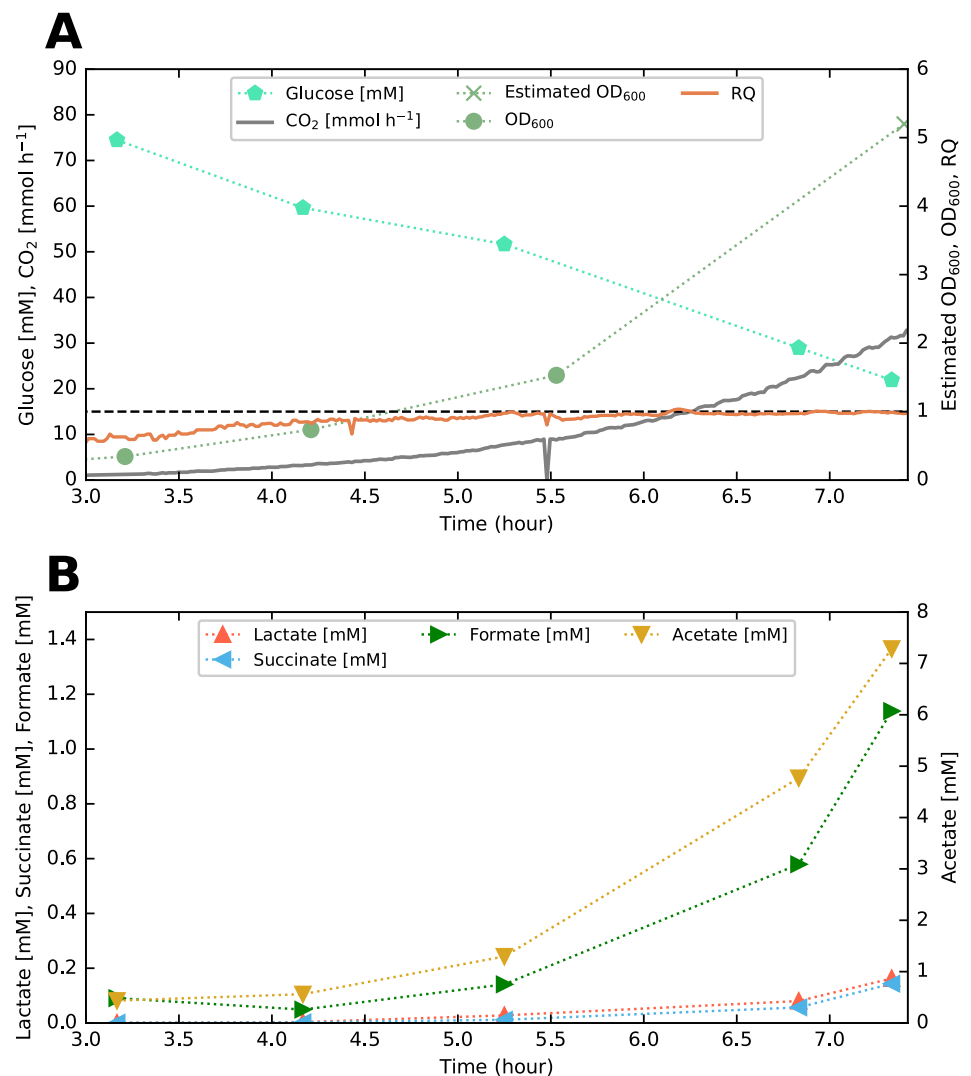 A
Glucose [mM]
CO₂ [mmol h⁻¹]
Estimated OD₆₀₀
OD₆₀₀
RQ
90
80
70
60
50
40
30
20
10
0
Glucose [mM], CO₂ [mmol h⁻¹]
6
5
4
3
2
1
0
Estimated OD₆₀₀, OD₆₀₀, RQ
3.0 3.5 4.0 4.5 5.0 5.5 6.0 6.5 7.0
Time (hour)
B
Lactate [mM]
Succinate [mM]
Formate [mM]
Acetate [mM]
1.4
1.2
1.0
0.8
0.6
0.4
0.2
0.0
Lactate [mM], Succinate [mM], Formate [mM]
8
7
6
5
4
3
2
1
0
Acetate [mM]
3.0 3.5 4.0 4.5 5.0 5.5 6.0 6.5 7.0
Time (hour)